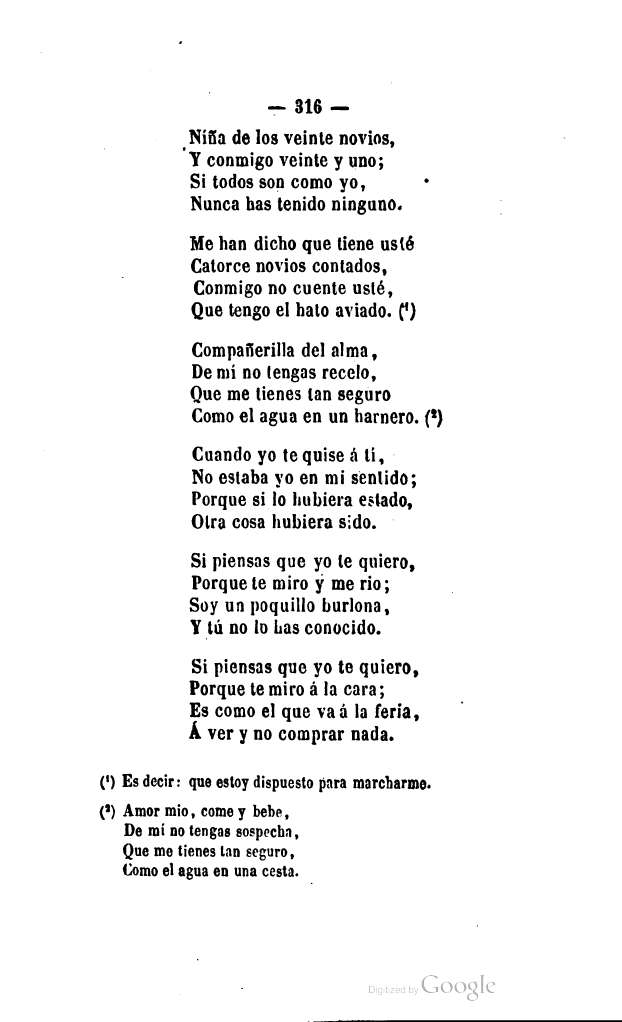 — 316 —
Niña de los veinte novios,
Y conmigo veinte y uno;
Si todos son como yo,
Nunca has tenido ninguno.
Me han dicho que tiene usté
Catorce novios contados,
Conmigo no cuente usté,
Que tengo el hato aviado. (¹)
Compañerilla del alma,
De mí no tengas recelo,
Que me tienes tan seguro
Como el agua en un harnero. (²)
Cuando yo te quise á tí,
No estaba yo en mi sentido;
Porque si lo hubiera estado,
Otra cosa hubiera sido.
Si piensas que yo te quiero,
Porque te miro y me rio;
Soy un poquillo burlona,
Y tú no lo has conocido.
Si piensas que yo te quiero,
Porque te miro á la cara;
Es como el que va á la feria,
Á ver y no comprar nada.
(¹) Es decir: que estoy dispuesto para marcharme.
(²) Amor mio, come y bebe,
De mí no tengas sospecha,
Que me tienes tan seguro,
Como el agua en una cesta.
Digitized by Google